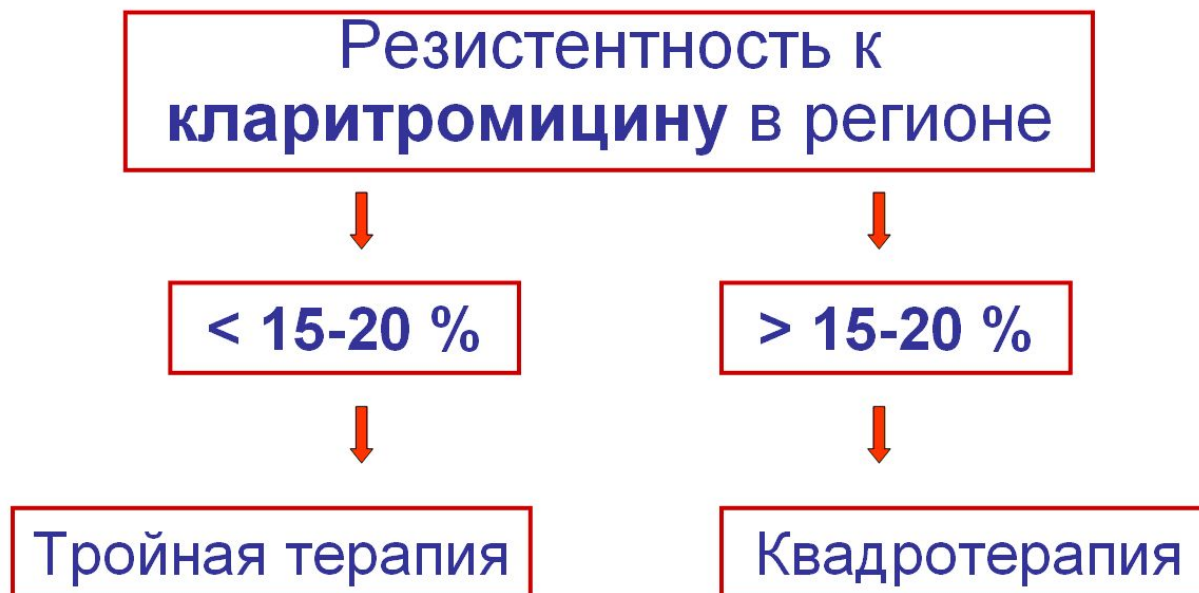 Резистентность к
кларитромицину в регионе
< 15-20 %
> 15-20 %
Тройная терапия
Квадротерапия